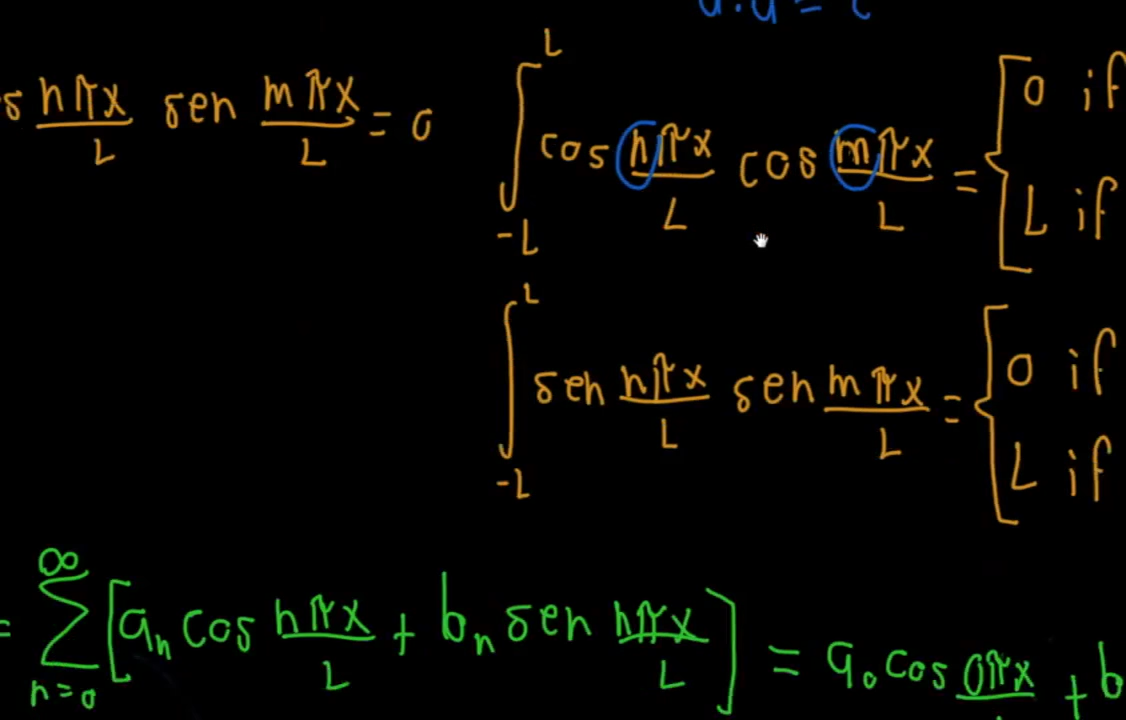 cos nπx/L sen mπx/L = 0
∫_{-L}^{L} cos nπx/L cos mπx/L = { 0 if
L if
∫_{-L}^{L} sen nπx/L sen mπx/L = { 0 if
L if
= ∑_{n=0}^{∞} [a_n cos nπx/L + b_n sen nπx/L] = a_0 cos 0πx + b